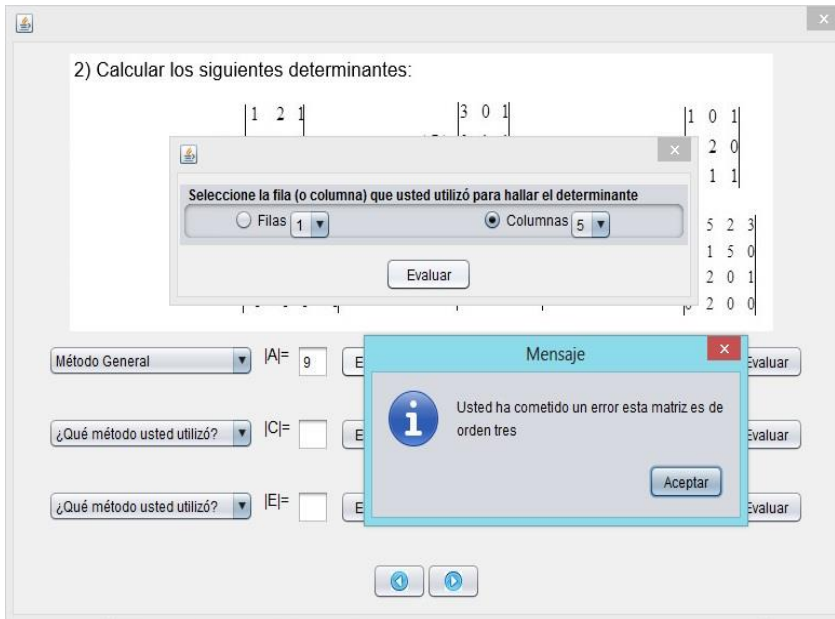 2) Calcular los siguientes determinantes:
1 2 1
3 0 1
1 0 1
2 0
1 1
Seleccione la fila (o columna) que usted utilizó para hallar el determinante
Filas 1 Columnas 5
Evaluar
5 2 3
1 5 0
2 0 1
2 0 0
Método General |A|= 9 E
Evaluar
Mensaje
Usted ha cometido un error esta matriz es de
orden tres
Aceptar
¿Qué método usted utilizó? |C|= E
Evaluar
¿Qué método usted utilizó? |E|= E
Evaluar